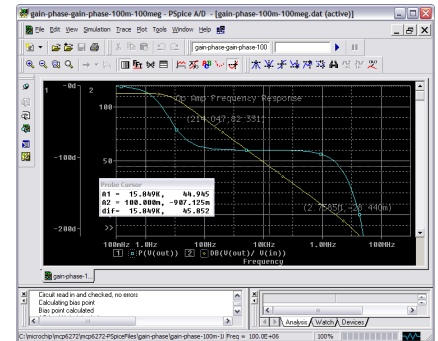 gain-phase-gain-phase-100m-100meg - PSpice A/D - [gain-phase-100m-100meg.dat (active)]
File Edit View Simulation Trace Plot Tools Window Help
gain-phase-gain-phase-100
1 -0d 2
100
Op Amp Frequency Response
-100d 50
Probe Cursor
A1 = 15.849K, 44.945
A2 = 100.000m, -907.125m
dif= 15.849K, 45.852
-200d
>>
100mHz 1.0Hz 100Hz 10KHz 1.0MHz 100MHz
1 P(V(out)) 2 DB(V(out)/ V(in))
Frequency
gain-phase-1...
Circuit read in and checked, no errors
Calculating bias point
Bias point calculated
Analysis Watch Devices
Freq = 100.0E+06 100%